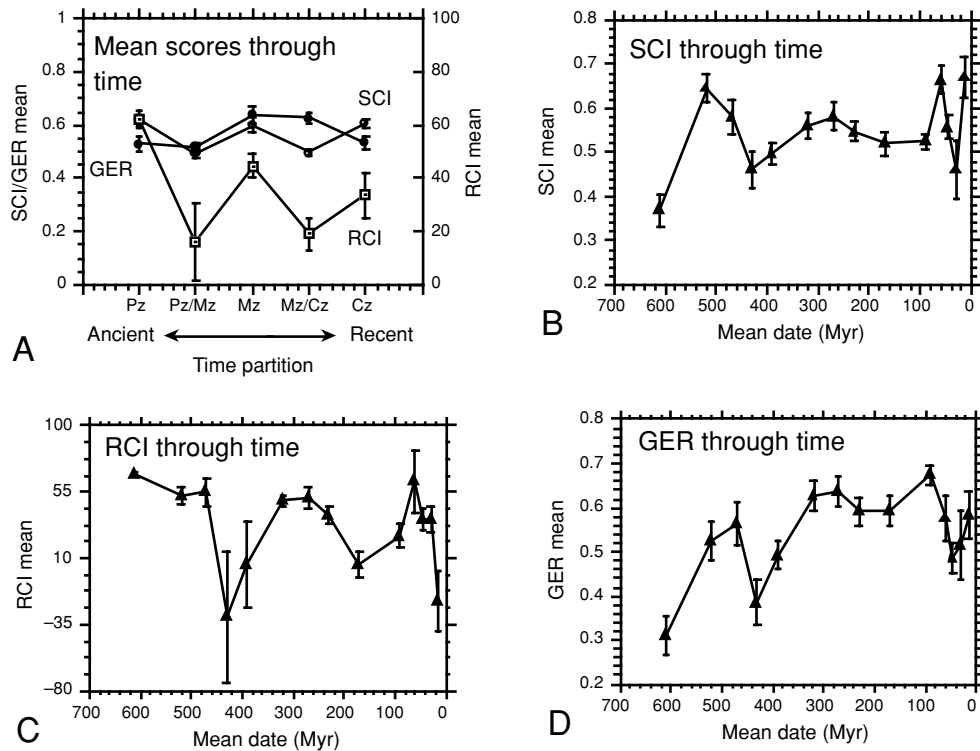 Mean scores through
time
SCI/GER mean
1
0.8
0.6
0.4
0.2
0
100
80
60
40
20
0
RCI mean
SCI
GER
RCI
Pz
Pz/Mz
Mz
Mz/Cz
Cz
Ancient
Recent
Time partition
A
SCI through time
SCI mean
0.8
0.7
0.6
0.5
0.4
0.3
0.2
700
600
500
400
300
200
100
0
Mean date (Myr)
B
RCI through time
RCI mean
100
55
10
–35
–80
700
600
500
400
300
200
100
0
Mean date (Myr)
C
GER through time
GER mean
0.8
0.7
0.6
0.5
0.4
0.3
0.2
700
600
500
400
300
200
100
0
Mean date (Myr)
D